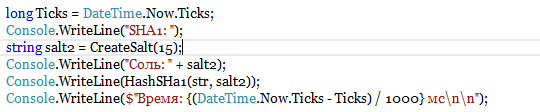 long Ticks = DateTime.Now.Ticks;
Console.WriteLine("SHA1: ");
string salt2 = CreateSalt(15);
Console.WriteLine("Соль: " + salt2);
Console.WriteLine(HashSHa1(str, salt2));
Console.WriteLine($"Время: {(DateTime.Now.Ticks - Ticks) / 1000} мс\n\n");